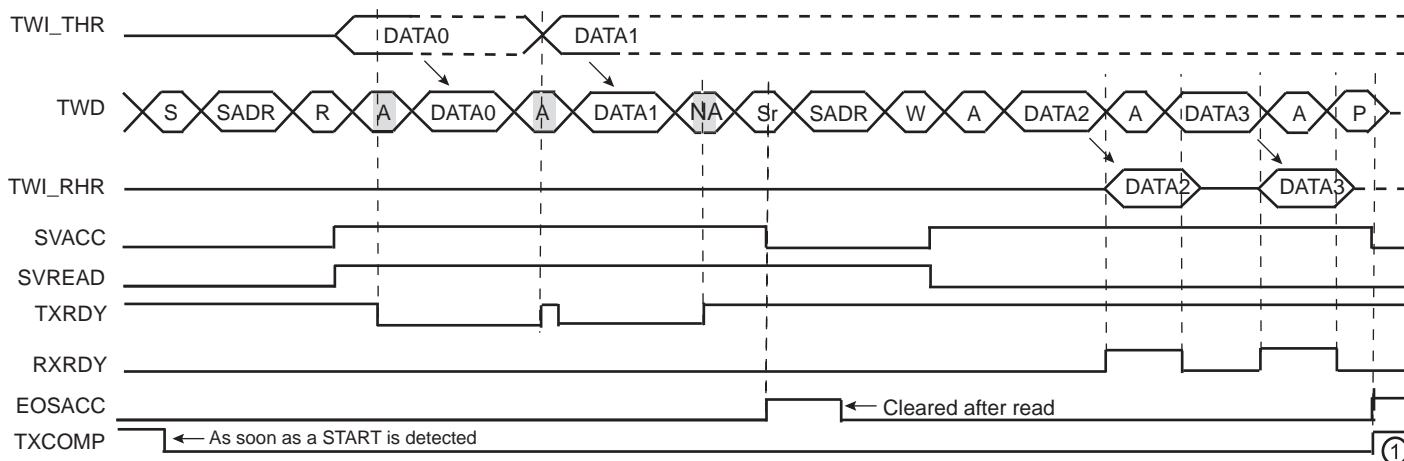 TWI_THR DATA0 DATA1
TWD S SADR R A DATA0 A DATA1 NA Sr SADR W A DATA2 A DATA3 A P
TWI_RHR DATA2 DATA3
SVACC
SVREAD
TXRDY
RXRDY
EOSACC Cleared after read
TXCOMP As soon as a START is detected 1